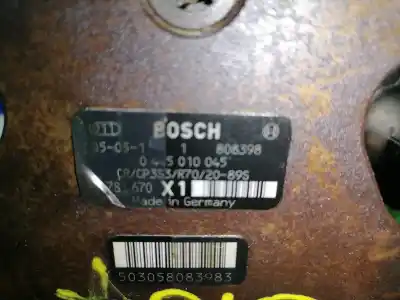 BOSCH
05-05-1 1 808398
0 445 010 045
CR/CP3S3/R70/20-89S
670 X1
Made in Germany
503058083983